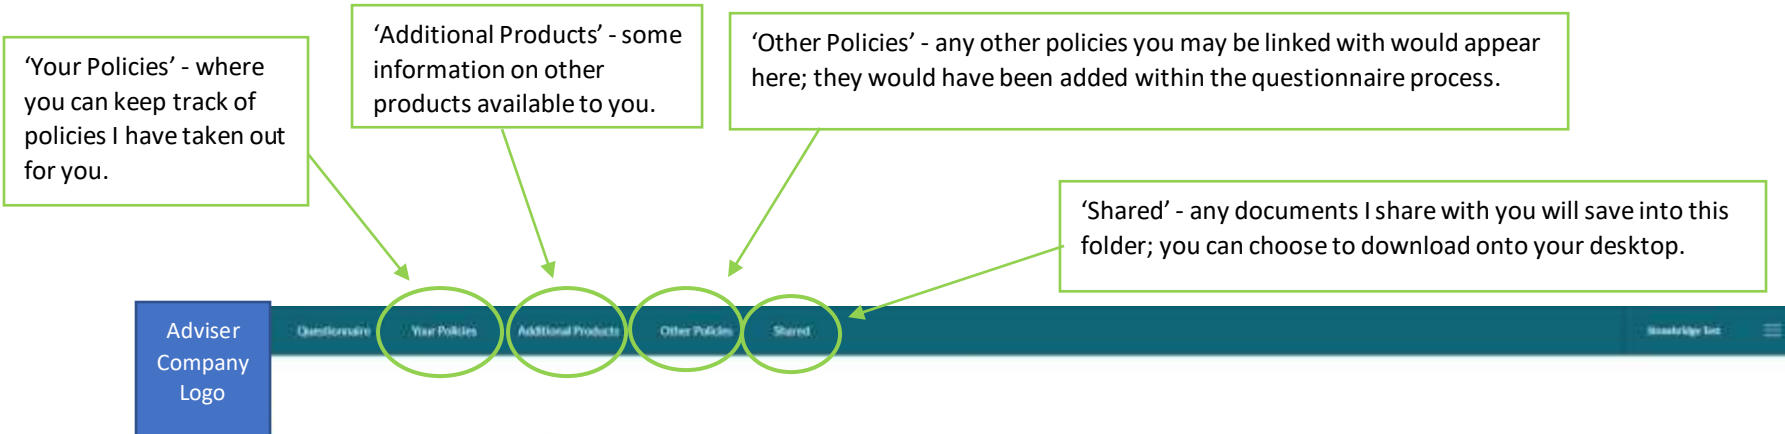 ‘Your Policies’ - where
you can keep track of
policies I have taken out
for you.
‘Additional Products’ - some
information on other
products available to you.
‘Other Policies’ - any other policies you may be linked with would appear
here; they would have been added within the questionnaire process.
‘Shared’ - any documents I share with you will save into this
folder; you can choose to download onto your desktop.
Adviser
Company
Logo
Questionnaire
Your Policies
Additional Products
Other Policies
Shared
Test